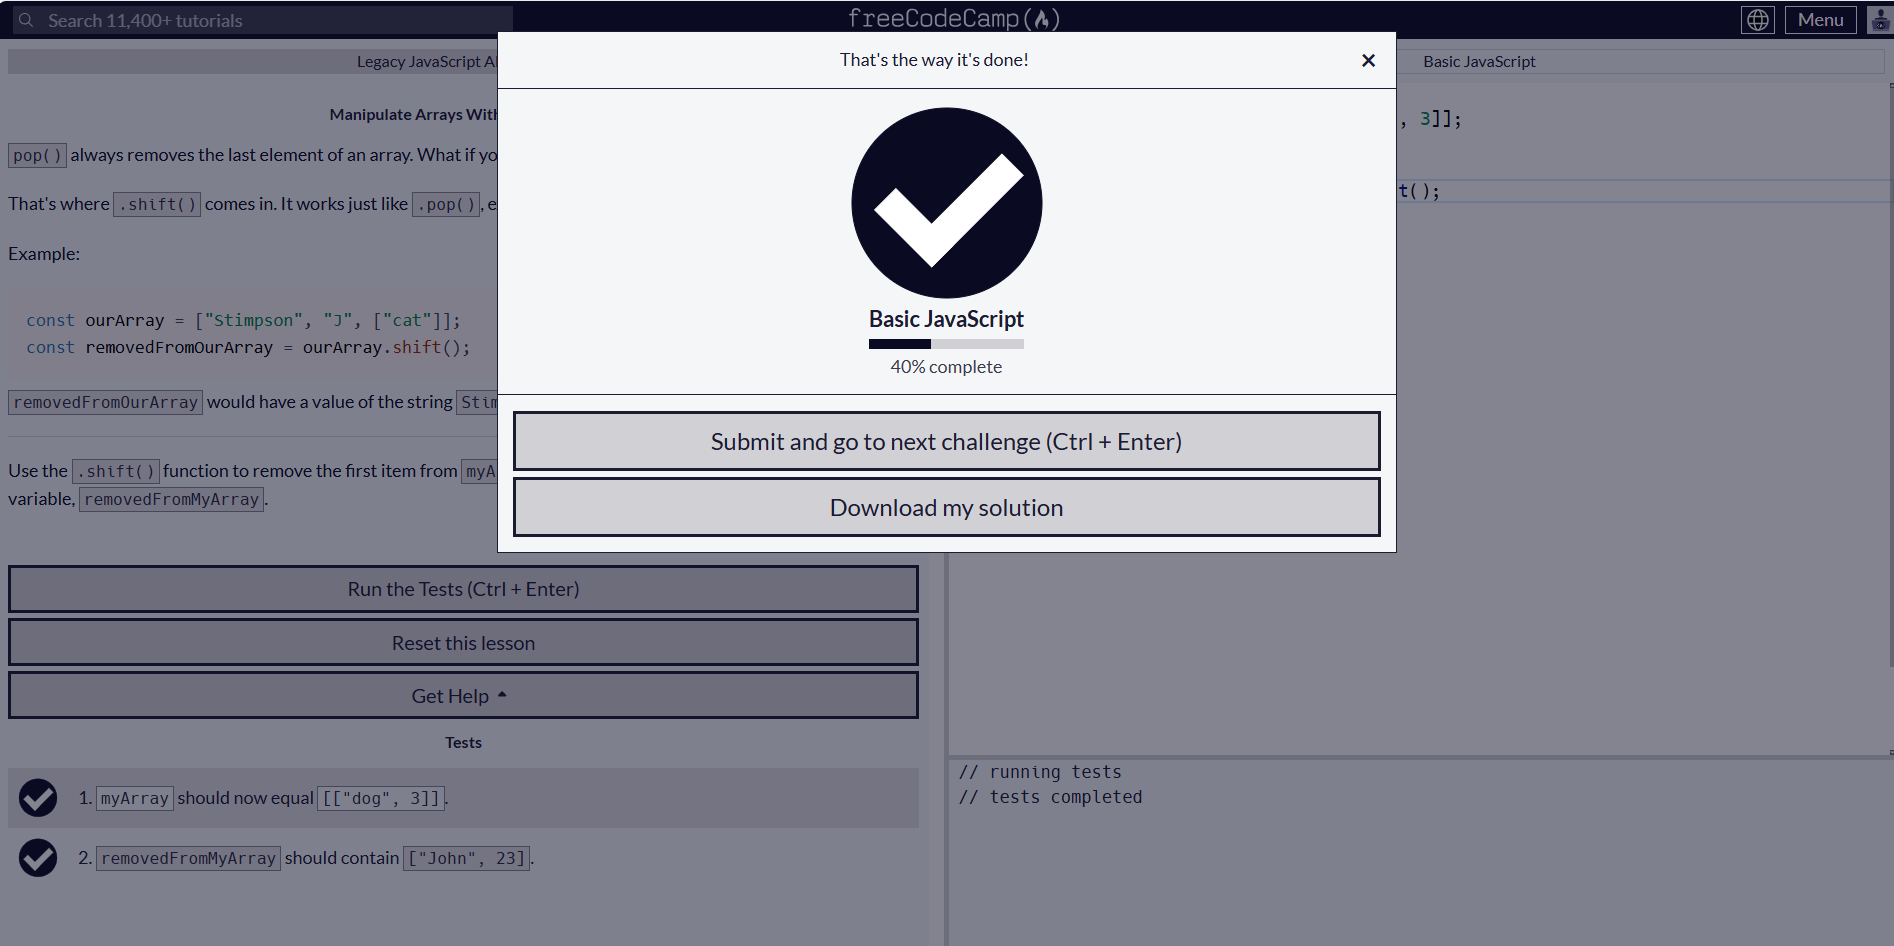 Search 11,400+ tutorials
freeCodeCamp
Menu
Legacy JavaScript
Basic JavaScript
That's the way it's done!
Manipulate Arrays With
pop() always removes the last element of an array. What if
That's where .shift() comes in. It works just like .pop(),
Example:
const ourArray = ["Stimpson", "J", ["cat"]];
const removedFromOurArray = ourArray.shift();
removedFromOurArray would have a value of the string
Use the .shift() function to remove the first item from
variable, removedFromMyArray.
Basic JavaScript
40% complete
Submit and go to next challenge (Ctrl + Enter)
Download my solution
, 3]];
t();
Run the Tests (Ctrl + Enter)
Reset this lesson
Get Help
Tests
1. myArray should now equal [["dog", 3]].
2. removedFromMyArray should contain ["John", 23].
// running tests
// tests completed